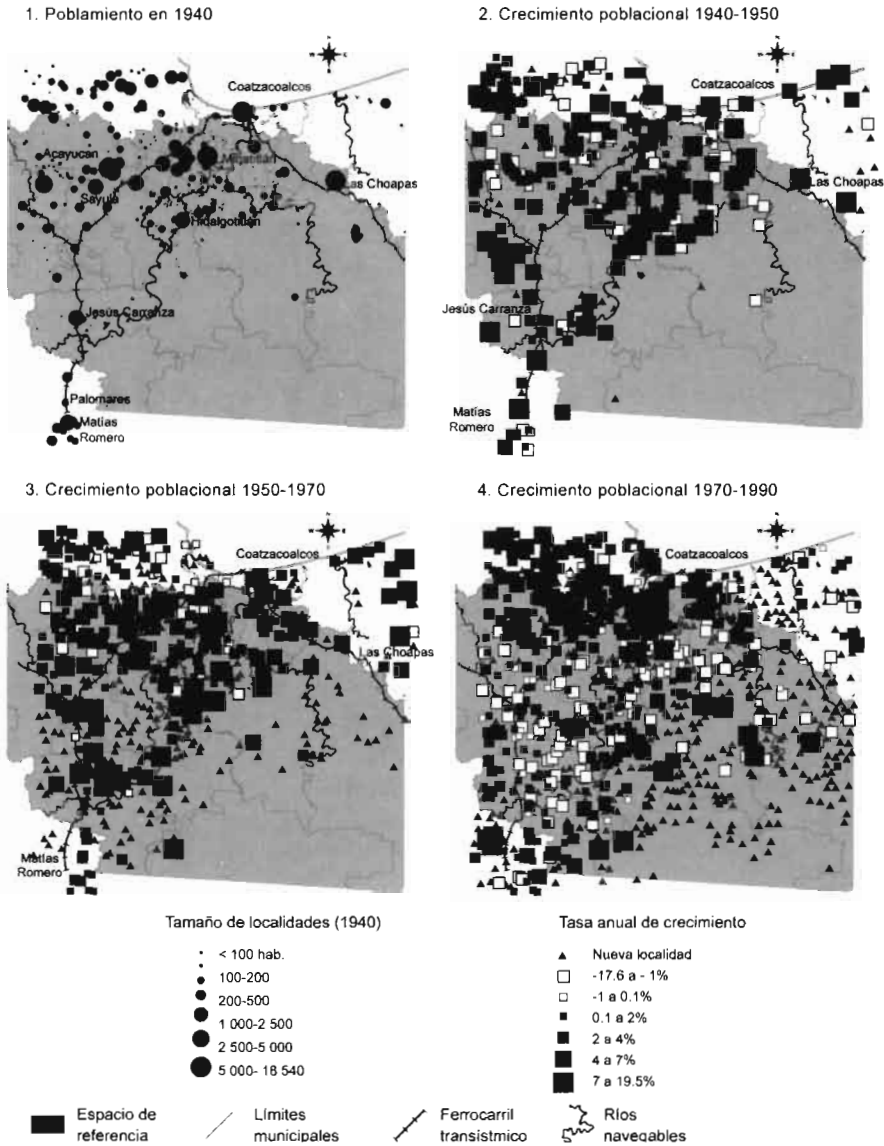 1. Poblamiento en 1940
Coatzacoalcos
Acayucan
Minatitlán
Las Choapas
Sayula
Hidalgotitlán
Jesús Carranza
Palomares
Matías
Romero
2. Crecimiento poblacional 1940-1950
Coatzacoalcos
Las Choapas
Jesús Carranza
Matías
Romero
3. Crecimiento poblacional 1950-1970
Coatzacoalcos
Las Choapas
Matías
Romero
4. Crecimiento poblacional 1970-1990
Coatzacoalcos
Tamaño de localidades (1940)
< 100 hab.
100-200
200-500
1 000-2 500
2 500-5 000
5 000- 18 540
Tasa anual de crecimiento
Nueva localidad
-17.6 a - 1%
-1 a 0.1%
0.1 a 2%
2 a 4%
4 a 7%
7 a 19.5%
Espacio de
referencia
Límites
municipales
Ferrocarril
transístmico
Ríos
navegables